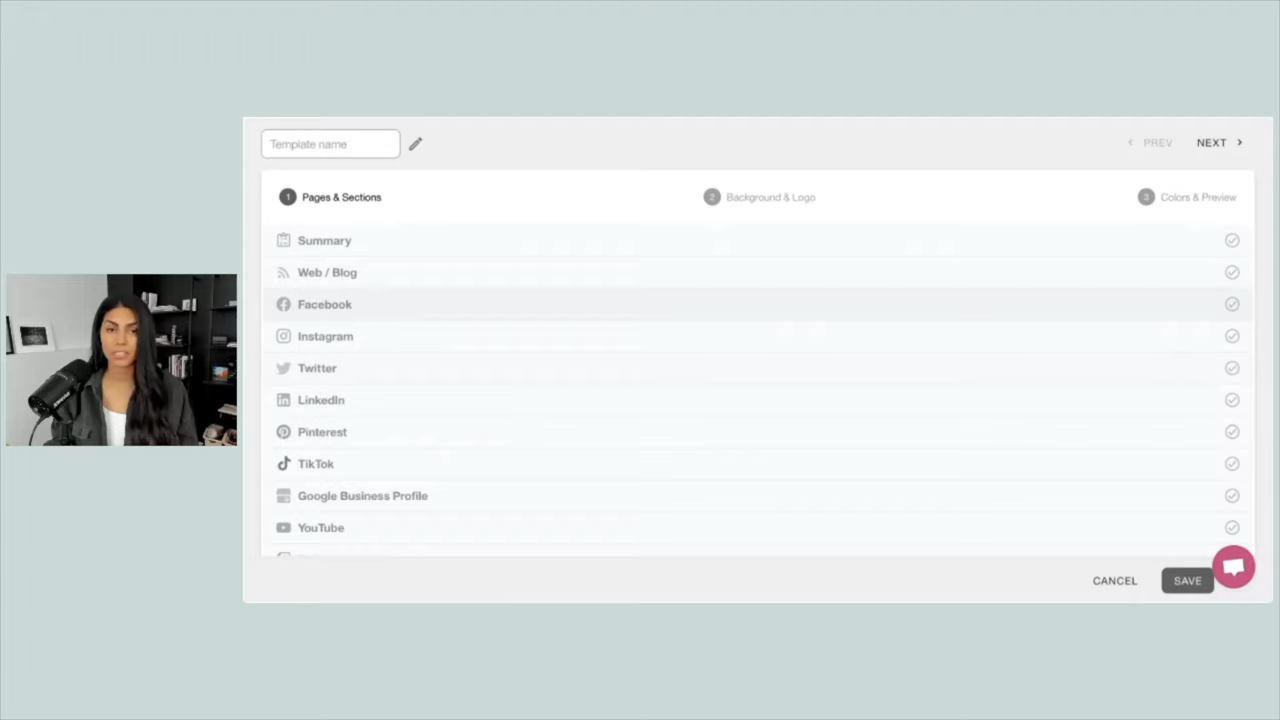 Template name
PREV
NEXT
1 Pages & Sections
2 Background & Logo
3 Colors & Preview
Summary
Web / Blog
Facebook
Instagram
Twitter
LinkedIn
Pinterest
TikTok
Google Business Profile
YouTube
CANCEL
SAVE